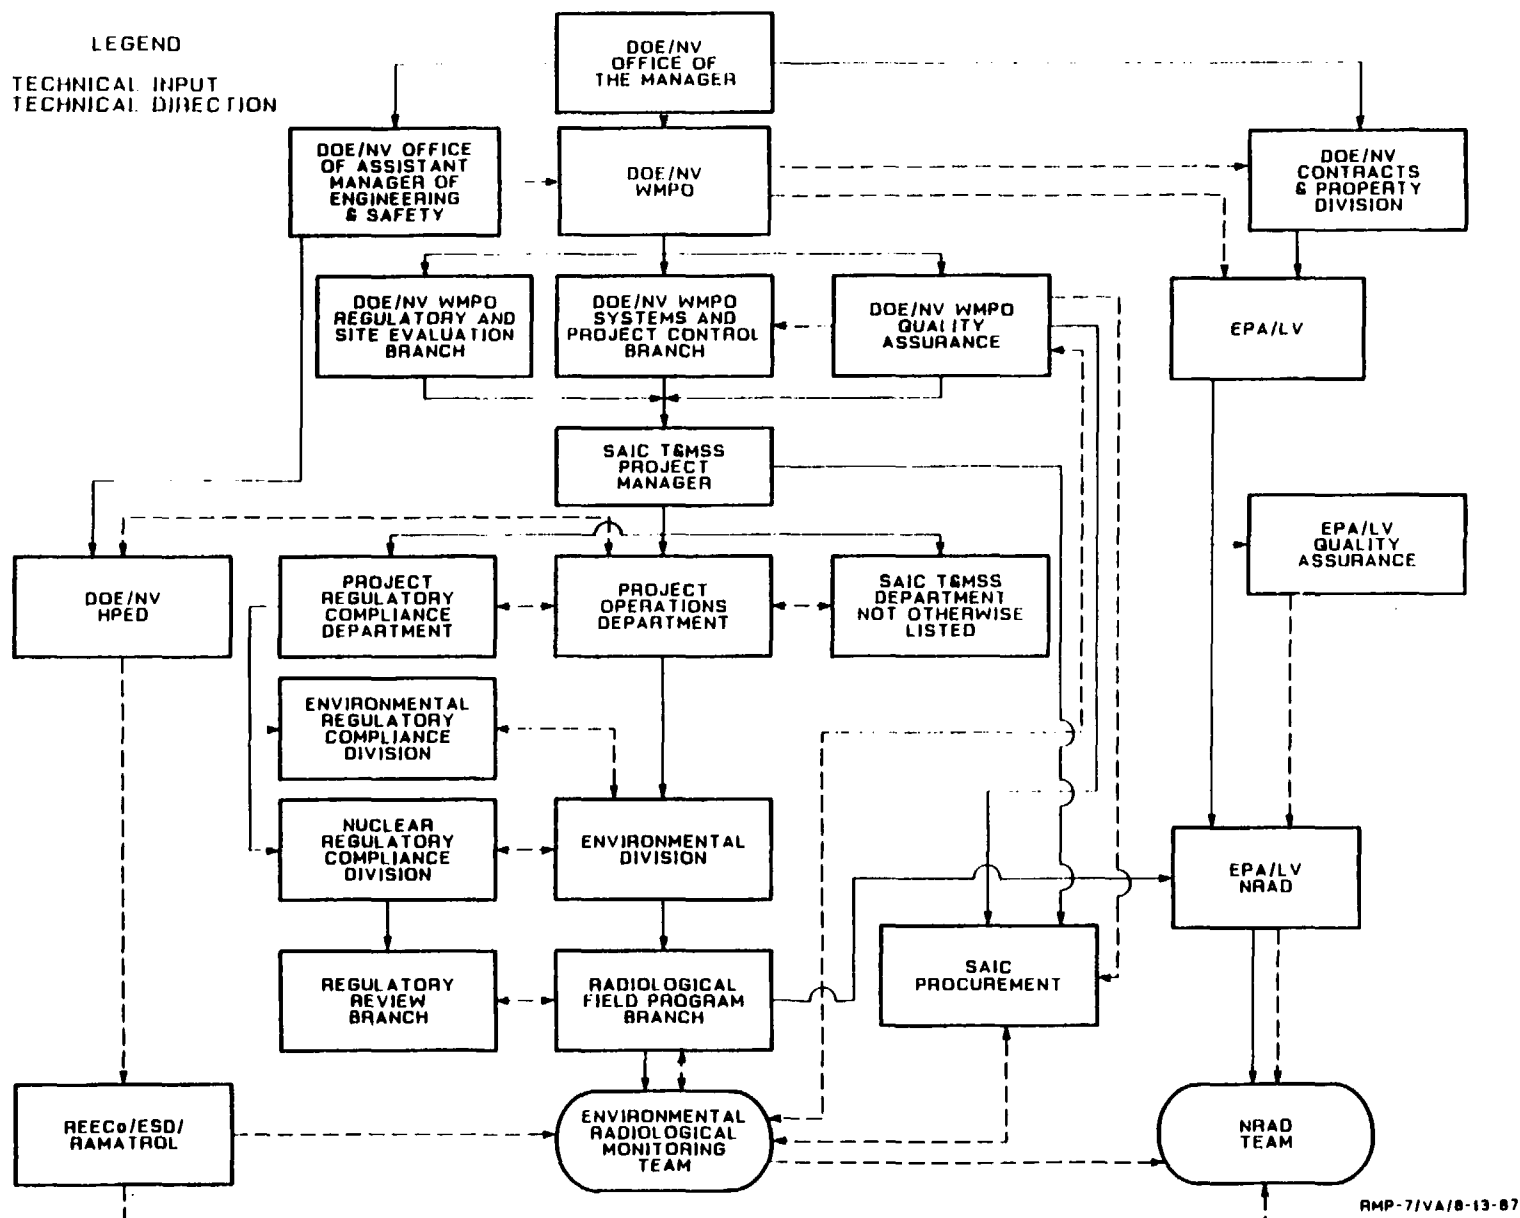 LEGEND
TECHNICAL INPUT
TECHNICAL DIRECTION
DOE/NV
OFFICE OF
THE MANAGER
DOE/NV OFFICE
OF ASSISTANT
MANAGER OF
ENGINEERING
& SAFETY
DOE/NV
WMPO
DOE/NV
CONTRACTS
& PROPERTY
DIVISION
DOE/NV WMPO
REGULATORY AND
SITE EVALUATION
BRANCH
DOE/NV WMPO
SYSTEMS AND
PROJECT CONTROL
BRANCH
DOE/NV WMPO
QUALITY
ASSURANCE
EPA/LV
SAIC T&MSS
PROJECT
MANAGER
EPA/LV
QUALITY
ASSURANCE
DOE/NV
HPED
PROJECT
REGULATORY
COMPLIANCE
DEPARTMENT
PROJECT
OPERATIONS
DEPARTMENT
SAIC T&MSS
DEPARTMENT
NOT OTHERWISE
LISTED
ENVIRONMENTAL
REGULATORY
COMPLIANCE
DIVISION
NUCLEAR
REGULATORY
COMPLIANCE
DIVISION
ENVIRONMENTAL
DIVISION
EPA/LV
NRAD
REGULATORY
REVIEW
BRANCH
RADIOLOGICAL
FIELD PROGRAM
BRANCH
SAIC
PROCUREMENT
REECo/ESD/
RAMATROL
ENVIRONMENTAL
RADIOLOGICAL
MONITORING
TEAM
NRAD
TEAM
RMP-7/VA/8-13-87